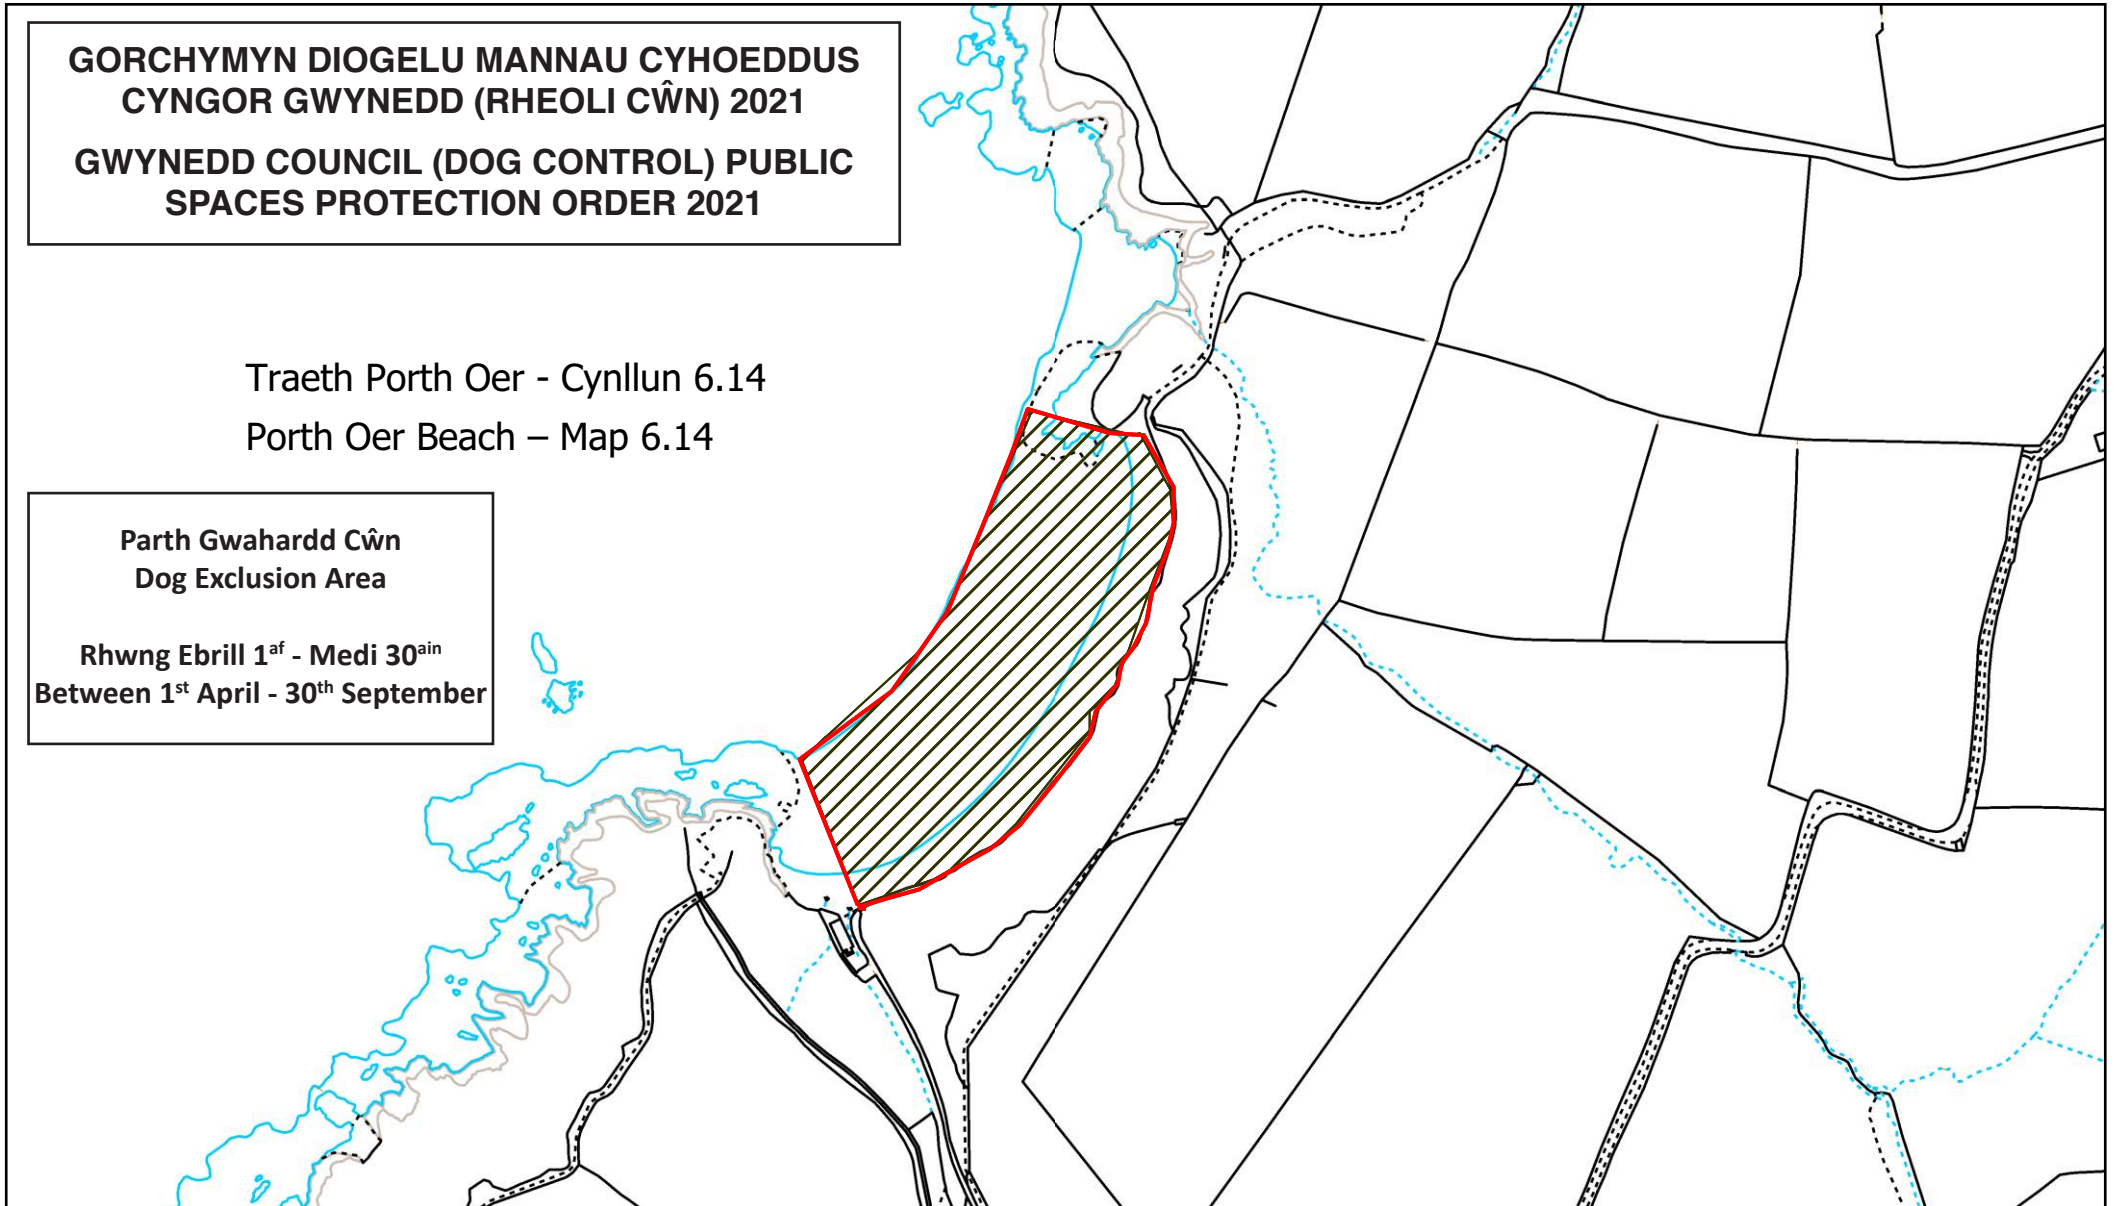 GORCHYMYN DIOGELU MANNAU CYHOEDDUS
CYNGOR GWYNEDD (RHEOLI CŴN) 2021
GWYNEDD COUNCIL (DOG CONTROL) PUBLIC
SPACES PROTECTION ORDER 2021
Traeth Porth Oer - Cynllun 6.14
Porth Oer Beach – Map 6.14
Parth Gwahardd Cŵn
Dog Exclusion Area
Rhwng Ebrill 1af - Medi 30ain
Between 1st April - 30th September